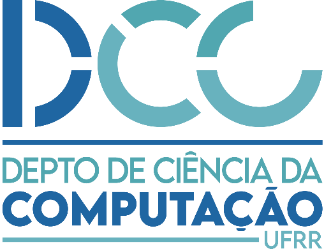 DCC
DEPTO DE CIÊNCIA DA
COMPUTAÇÃO
UFRR